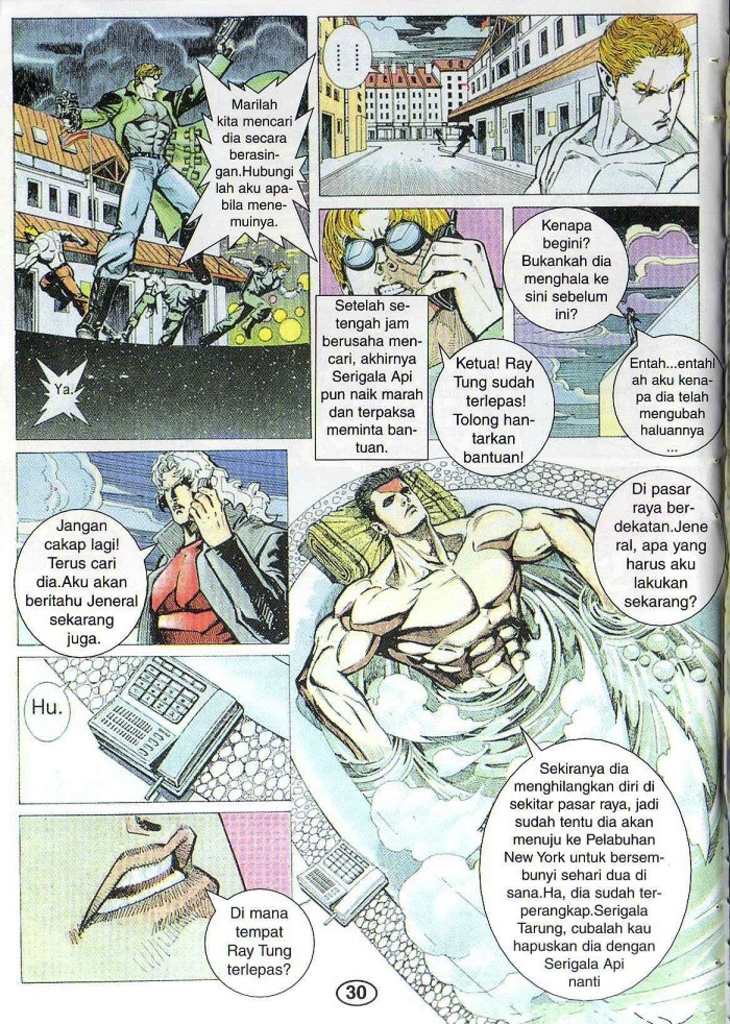 Marilah
kita mencari
dia secara
berasin-
gan.Hubungi
lah aku apa-
bila mene-
muinya.
Ya.
......
Setelah se-
tengah jam
berusaha men-
cari, akhirnya
Serigala Api
pun naik marah
dan terpaksa
meminta ban-
tuan.
Ketua! Ray
Tung sudah
terlepas!
Tolong han-
tarkan
bantuan!
Kenapa
begini?
Bukankah dia
menghala ke
sini sebelum
ini?
Entah...entahl
ah aku kena-
pa dia telah
mengubah
haluannya
...
Jangan
cakap lagi!
Terus cari
dia.Aku akan
beritahu Jeneral
sekarang
juga.
Hu.
Di mana
tempat
Ray Tung
terlepas?
Di pasar
raya ber-
dekatan.Jene
ral, apa yang
harus aku
lakukan
sekarang?
Sekiranya dia
menghilangkan diri di
sekitar pasar raya, jadi
sudah tentu dia akan
menuju ke Pelabuhan
New York untuk bersem-
bunyi sehari dua di
sana.Ha, dia sudah ter-
perangkap.Serigala
Tarung, cubalah kau
hapuskan dia dengan
Serigala Api
nanti
30